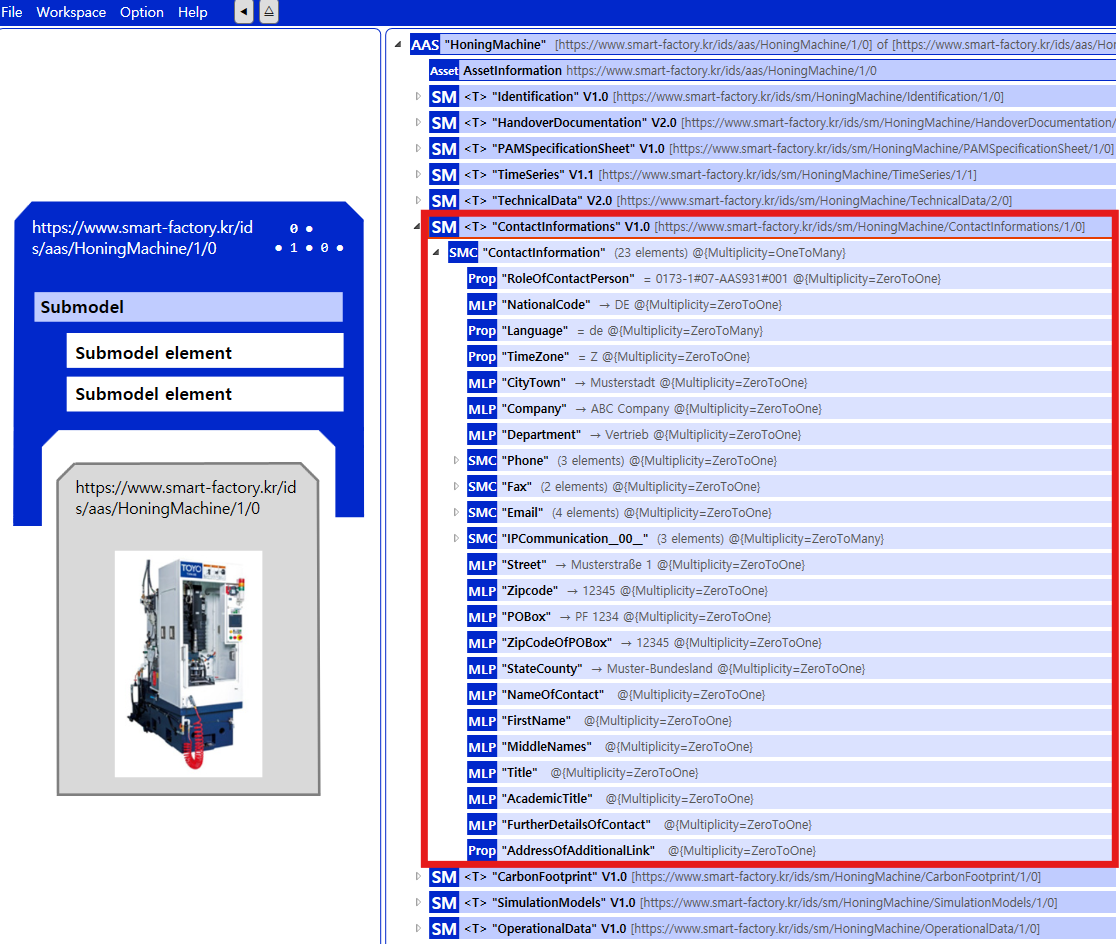 File Workspace Option Help
https://www.smart-factory.kr/id
s/aas/HoningMachine/1/0
0
1 0
Submodel
Submodel element
Submodel element
https://www.smart-factory.kr/id
s/aas/HoningMachine/1/0
TOYO
AAS "HoningMachine" [https://www.smart-factory.kr/ids/aas/HoningMachine/1/0] of [https://www.smart-factory.kr/ids/aas/Hon
Asset AssetInformation https://www.smart-factory.kr/ids/aas/HoningMachine/1/0
SM <T> "Identification" V1.0 [https://www.smart-factory.kr/ids/sm/HoningMachine/Identification/1/0]
SM <T> "HandoverDocumentation" V2.0 [https://www.smart-factory.kr/ids/sm/HoningMachine/HandoverDocumentation/
SM <T> "PAMSpecificationSheet" V1.0 [https://www.smart-factory.kr/ids/sm/HoningMachine/PAMSpecificationSheet/1/0]
SM <T> "TimeSeries" V1.1 [https://www.smart-factory.kr/ids/sm/HoningMachine/TimeSeries/1/1]
SM <T> "TechnicalData" V2.0 [https://www.smart-factory.kr/ids/sm/HoningMachine/TechnicalData/2/0]
SM <T> "ContactInformations" V1.0 [https://www.smart-factory.kr/ids/sm/HoningMachine/ContactInformations/1/0]
SMC "ContactInformation" (23 elements) @{Multiplicity=OneToMany}
Prop "RoleOfContactPerson" = 0173-1#07-AAS931#001 @{Multiplicity=ZeroToOne}
MLP "NationalCode" → DE @{Multiplicity=ZeroToOne}
Prop "Language" = de @{Multiplicity=ZeroToMany}
Prop "TimeZone" = Z @{Multiplicity=ZeroToOne}
MLP "CityTown" → Musterstadt @{Multiplicity=ZeroToOne}
MLP "Company" → ABC Company @{Multiplicity=ZeroToOne}
MLP "Department" → Vertrieb @{Multiplicity=ZeroToOne}
SMC "Phone" (3 elements) @{Multiplicity=ZeroToOne}
SMC "Fax" (2 elements) @{Multiplicity=ZeroToOne}
SMC "Email" (4 elements) @{Multiplicity=ZeroToOne}
SMC "IPCommunication__00__" (3 elements) @{Multiplicity=ZeroToMany}
MLP "Street" → Musterstraße 1 @{Multiplicity=ZeroToOne}
MLP "Zipcode" → 12345 @{Multiplicity=ZeroToOne}
MLP "POBox" → PF 1234 @{Multiplicity=ZeroToOne}
MLP "ZipCodeOfPOBox" → 12345 @{Multiplicity=ZeroToOne}
MLP "StateCounty" → Muster-Bundesland @{Multiplicity=ZeroToOne}
MLP "NameOfContact" @{Multiplicity=ZeroToOne}
MLP "FirstName" @{Multiplicity=ZeroToOne}
MLP "MiddleNames" @{Multiplicity=ZeroToOne}
MLP "Title" @{Multiplicity=ZeroToOne}
MLP "AcademicTitle" @{Multiplicity=ZeroToOne}
MLP "FurtherDetailsOfContact" @{Multiplicity=ZeroToOne}
Prop "AddressOfAdditionalLink" @{Multiplicity=ZeroToOne}
SM <T> "CarbonFootprint" V1.0 [https://www.smart-factory.kr/ids/sm/HoningMachine/CarbonFootprint/1/0]
SM <T> "SimulationModels" V1.0 [https://www.smart-factory.kr/ids/sm/HoningMachine/SimulationModels/1/0]
SM <T> "OperationalData" V1.0 [https://www.smart-factory.kr/ids/sm/HoningMachine/OperationalData/1/0]